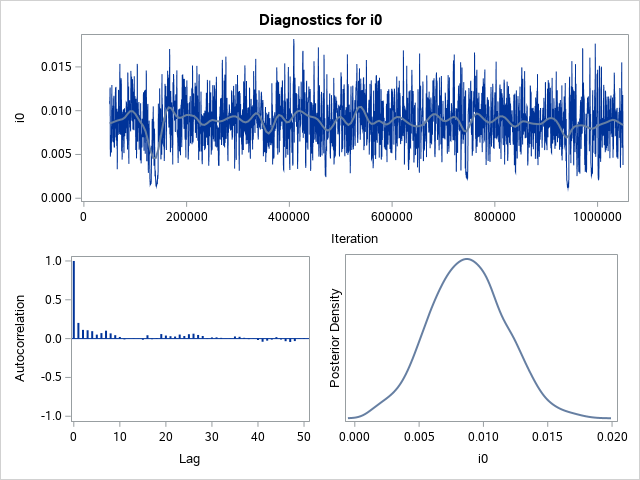 Diagnostics for i0
i0
0.015
0.010
0.005
0.000
0 200000 400000 600000 800000 1000000
Iteration
Autocorrelation
1.0
0.5
0.0
-0.5
-1.0
0 10 20 30 40 50
Lag
Posterior Density
0.000 0.005 0.010 0.015 0.020
i0